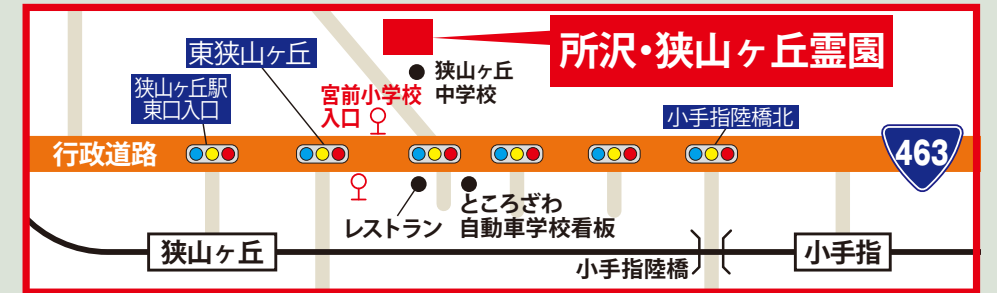 所沢・狭山ヶ丘霊園
東狭山ヶ丘
狭山ヶ丘
中学校
狭山ヶ丘駅
東口入口
宮前小学校
入口
小手指陸橋北
行政道路
463
レストラン
ところざわ
自動車学校看板
狭山ヶ丘
小手指陸橋
小手指